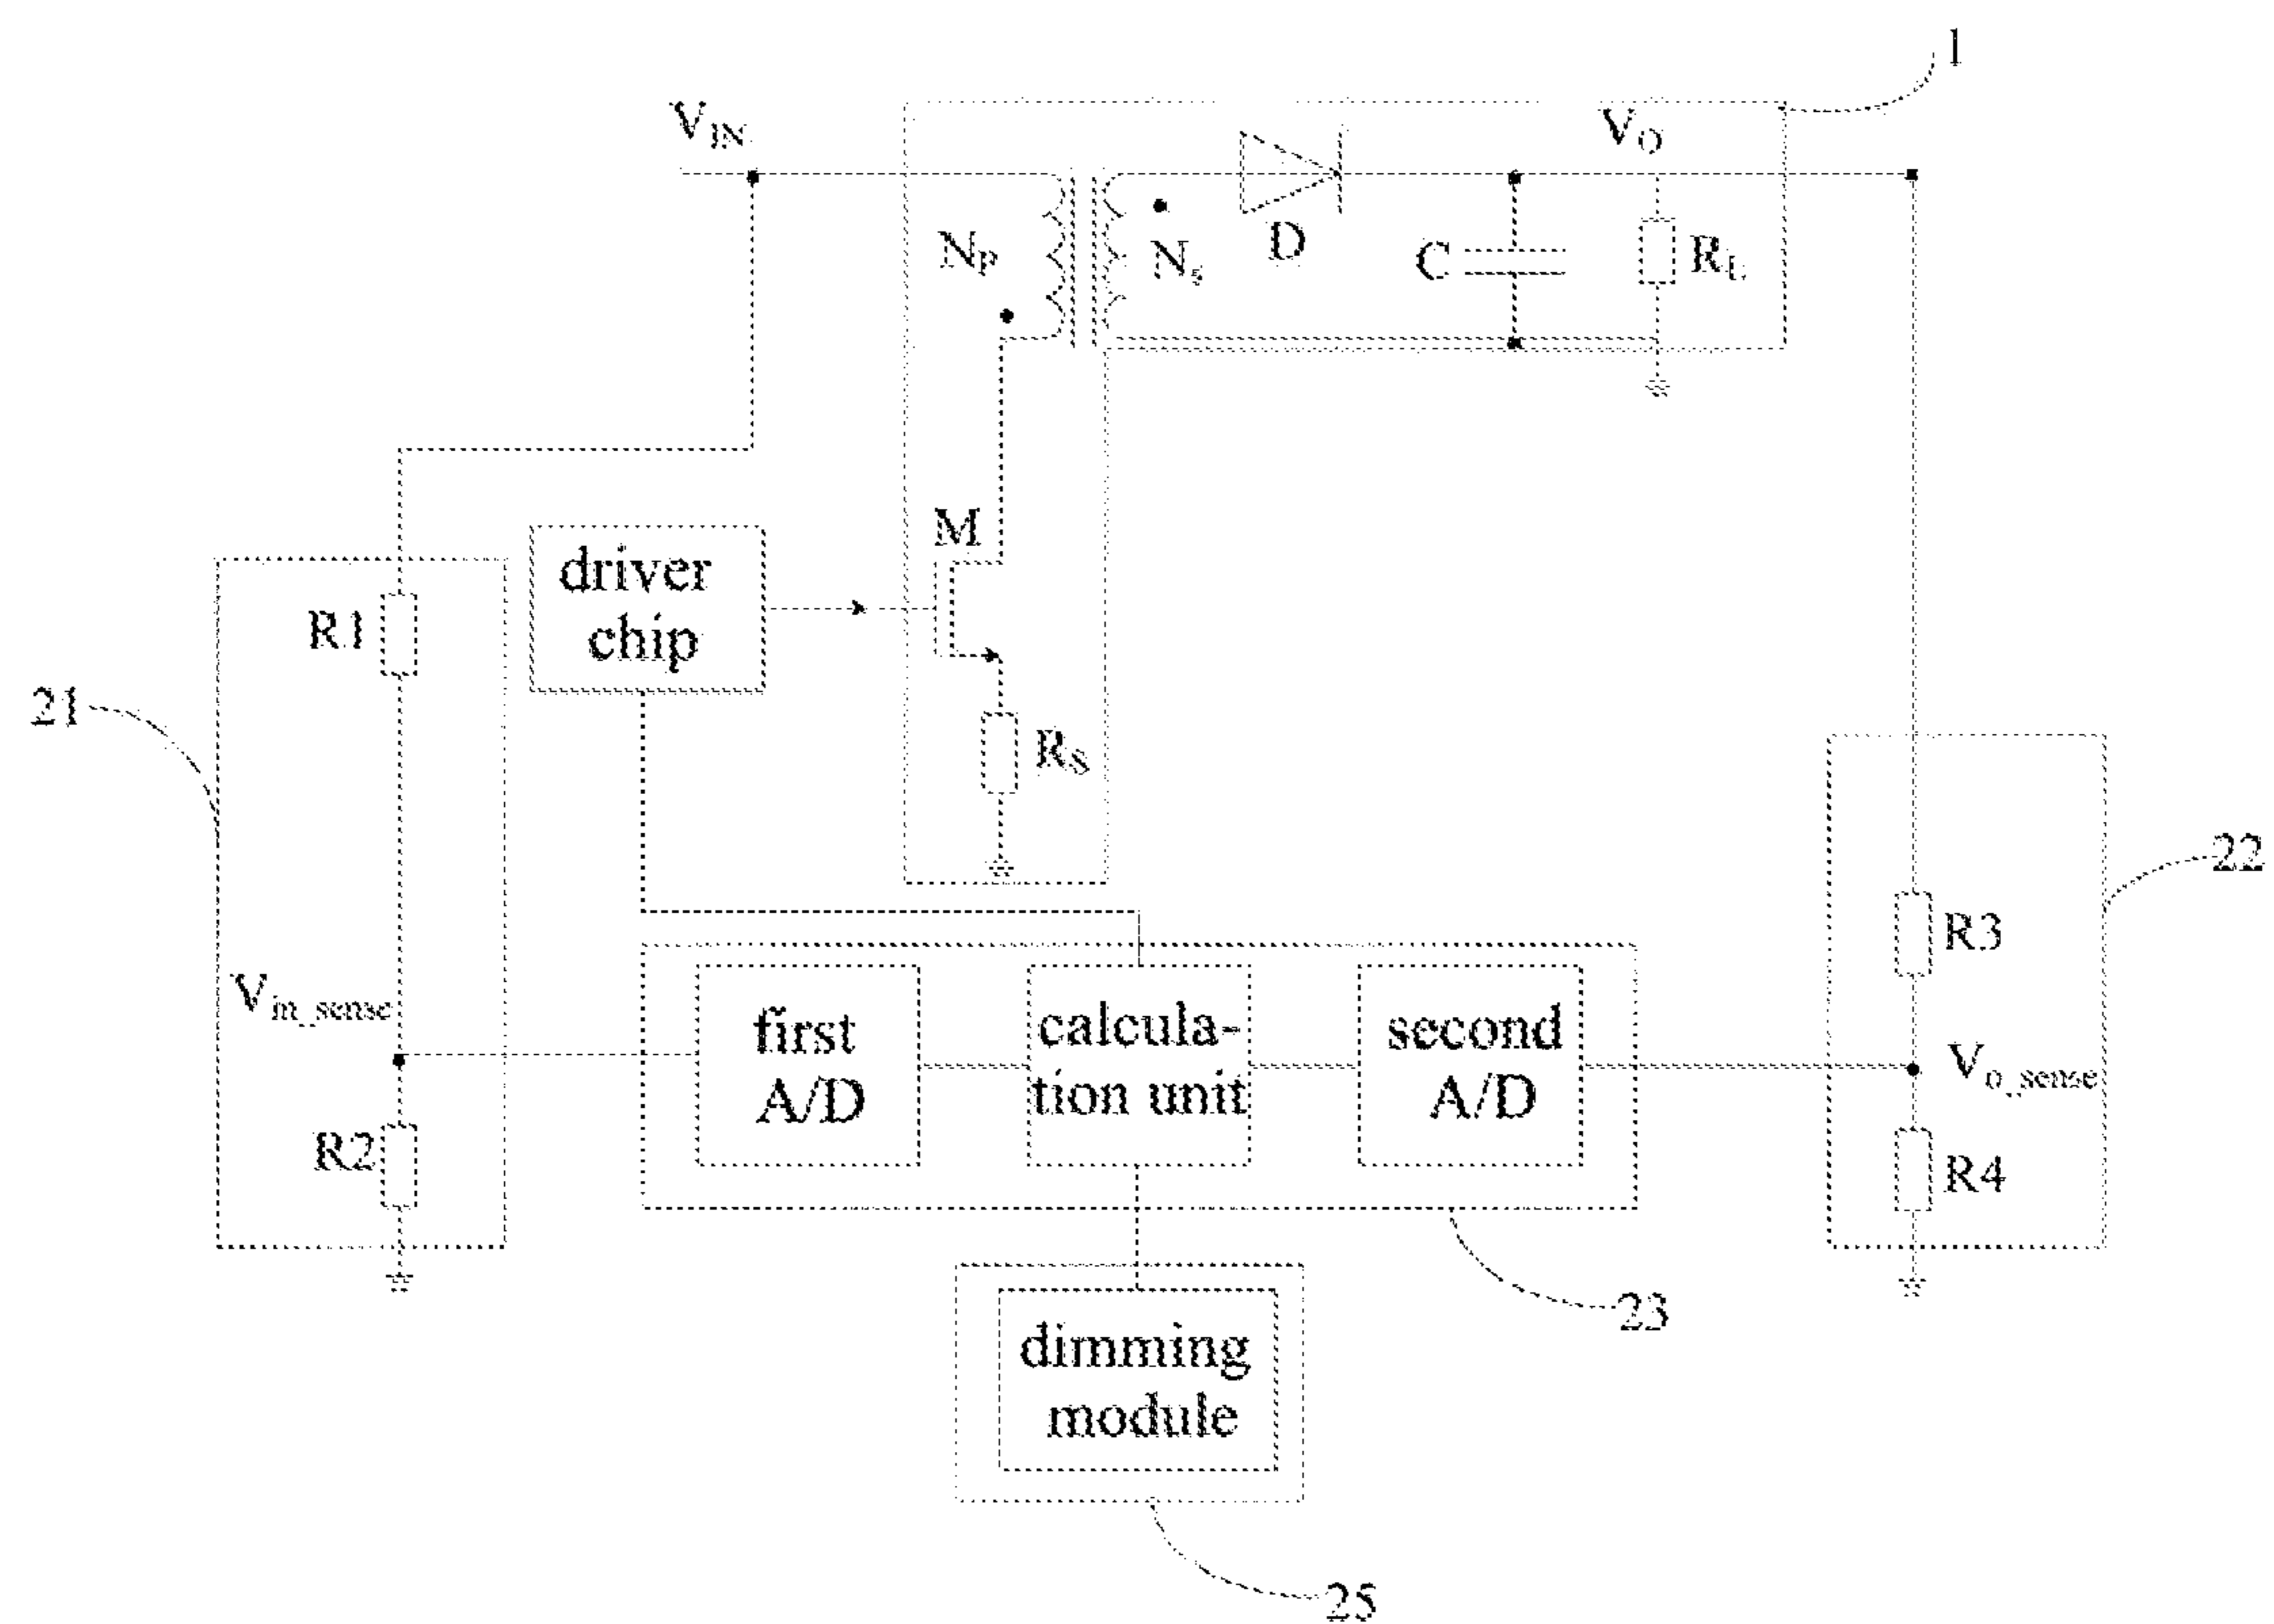 1
V_IN
V_O
N_P
N_s
D
C
R_L
M
driver
chip
R1
21
R_S
22
R3
V_in_sense
first
A/D
calcula-
tion unit
second
A/D
V_o_sense
R2
R4
23
dimming
module
25